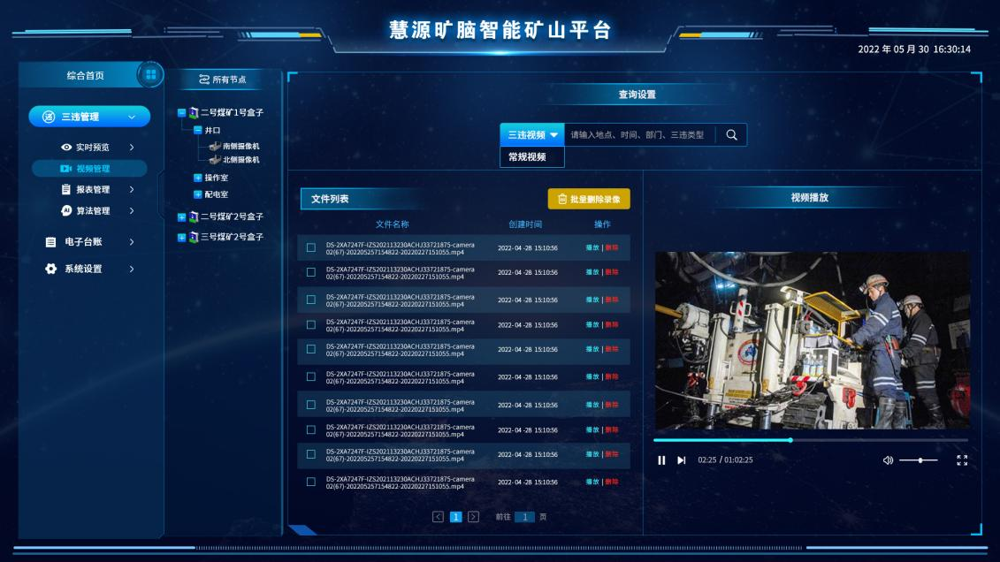 慧源旷脑智能矿山平台
2022 年 05 月 30 16:30:14
综合首页
三违管理
实时预览
视频管理
报表管理
算法管理
电子台账
系统设置
所有节点
二号煤矿1号盒子
井口
南侧摄像机
北侧摄像机
操作室
配电室
二号煤矿2号盒子
三号煤矿2号盒子
查询设置
三违视频 请输入地点、时间、部门、三违类型
常规视频
文件列表 批量删除录像
文件名称 创建时间 操作
DS-2XA7247F-IZS202113230ACHJ33721875-camera
02(67)-202205257154822-20220227151055.mp4
2022- 04 -28 15:10:56 播放 | 删除
DS-2XA7247F-IZS202113230ACHJ33721875-camera
02(67)-202205257154822-20220227151055.mp4
2022- 04 -28 15:10:56 播放 | 删除
DS-2XA7247F-IZS202113230ACHJ33721875-camera
02(67)-202205257154822-20220227151055.mp4
2022- 04 -28 15:10:56 播放 | 删除
DS-2XA7247F-IZS202113230ACHJ33721875-camera
02(67)-202205257154822-20220227151055.mp4
2022- 04 -28 15:10:56 播放 | 删除
DS-2XA7247F-IZS202113230ACHJ33721875-camera
02(67)-202205257154822-20220227151055.mp4
2022- 04 -28 15:10:56 播放 | 删除
DS-2XA7247F-IZS202113230ACHJ33721875-camera
02(67)-202205257154822-20220227151055.mp4
2022- 04 -28 15:10:56 播放 | 删除
DS-2XA7247F-IZS202113230ACHJ33721875-camera
02(67)-202205257154822-20220227151055.mp4
2022- 04 -28 15:10:56 播放 | 删除
DS-2XA7247F-IZS202113230ACHJ33721875-camera
02(67)-202205257154822-20220227151055.mp4
2022- 04 -28 15:10:56 播放 | 删除
DS-2XA7247F-IZS202113230ACHJ33721875-camera
02(67)-202205257154822-20220227151055.mp4
2022- 04 -28 15:10:56 播放 | 删除
DS-2XA7247F-IZS202113230ACHJ33721875-camera
02(67)-202205257154822-20220227151055.mp4
2022- 04 -28 15:10:56 播放 | 删除
1 前往 1 页
视频播放
02:25 / 01:02:25